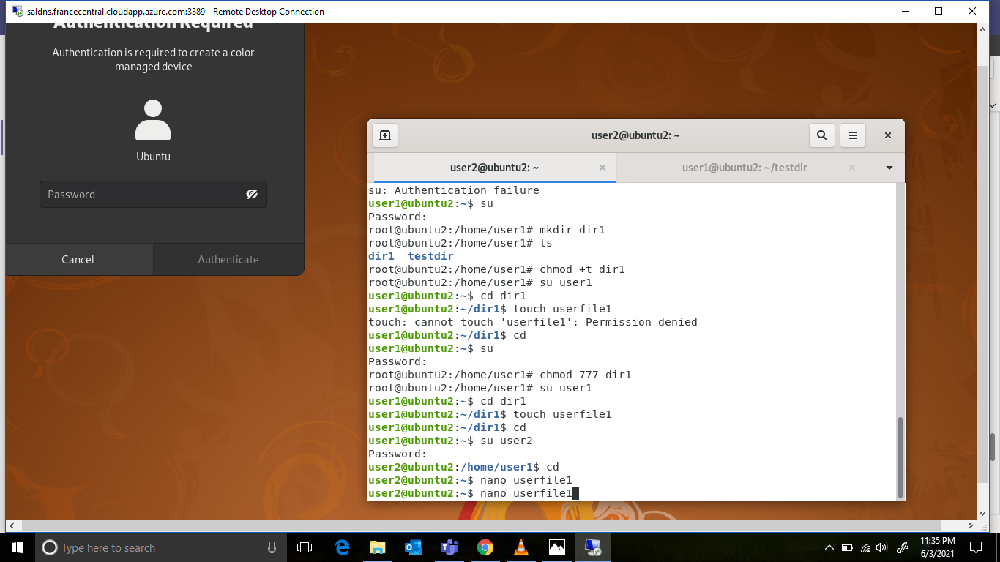 saldns.francecentral.cloudapp.azure.com:3389 - Remote Desktop Connection
Authentication Required
Authentication is required to create a color
managed device
Ubuntu
Password
Cancel
Authenticate
user2@ubuntu2: ~
user2@ubuntu2: ~
user1@ubuntu2: ~/testdir
su: Authentication failure
user1@ubuntu2:~$ su
Password:
root@ubuntu2:/home/user1# mkdir dir1
root@ubuntu2:/home/user1# ls
dir1  testdir
root@ubuntu2:/home/user1# chmod +t dir1
root@ubuntu2:/home/user1# su user1
user1@ubuntu2:~$ cd dir1
user1@ubuntu2:~/dir1$ touch userfile1
touch: cannot touch 'userfile1': Permission denied
user1@ubuntu2:~/dir1$ cd
user1@ubuntu2:~$ su
Password:
root@ubuntu2:/home/user1# chmod 777 dir1
root@ubuntu2:/home/user1# su user1
user1@ubuntu2:~$ cd dir1
user1@ubuntu2:~/dir1$ touch userfile1
user1@ubuntu2:~/dir1$ cd
user1@ubuntu2:~$ su user2
Password:
user2@ubuntu2:/home/user1$ cd
user2@ubuntu2:~$ nano userfile1
user2@ubuntu2:~$ nano userfile1
Type here to search
11:35 PM
6/3/2021